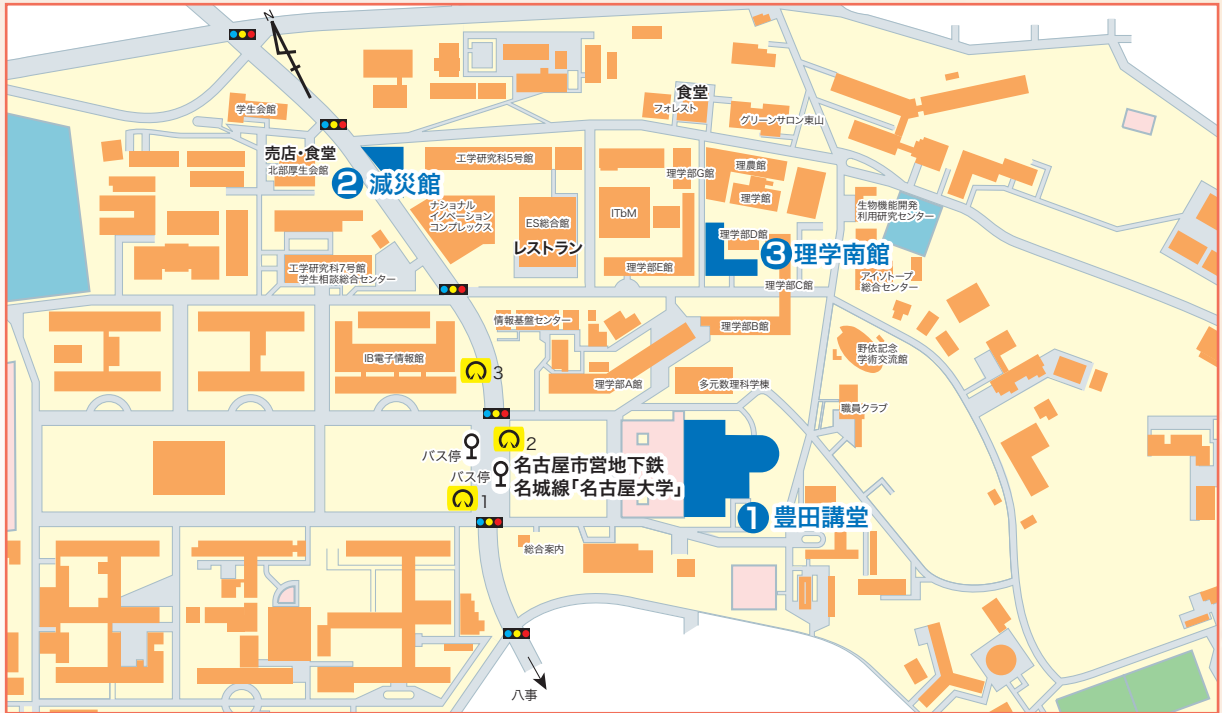 N
学生会館
売店・食堂
北部厚生会館
❷ 減災館
工学研究科5号館
食堂
フォレスト
グリーンサロン東山
理学部G館
理農館
理学館
ナショナル
イノベーション
コンプレックス
ES総合館
レストラン
ITbM
理学部D館
❸ 理学南館
生物機能開発
利用研究センター
工学研究科7号館
学生相談総合センター
理学部E館
理学部C館
アイソトープ
総合センター
情報基盤センター
理学部B館
IB電子情報館
野依記念
学術交流館
3
理学部A館
多元数理科学棟
職員クラブ
2
バス停
バス停
名古屋市営地下鉄
名城線「名古屋大学」
1
❶ 豊田講堂
総合案内
八事